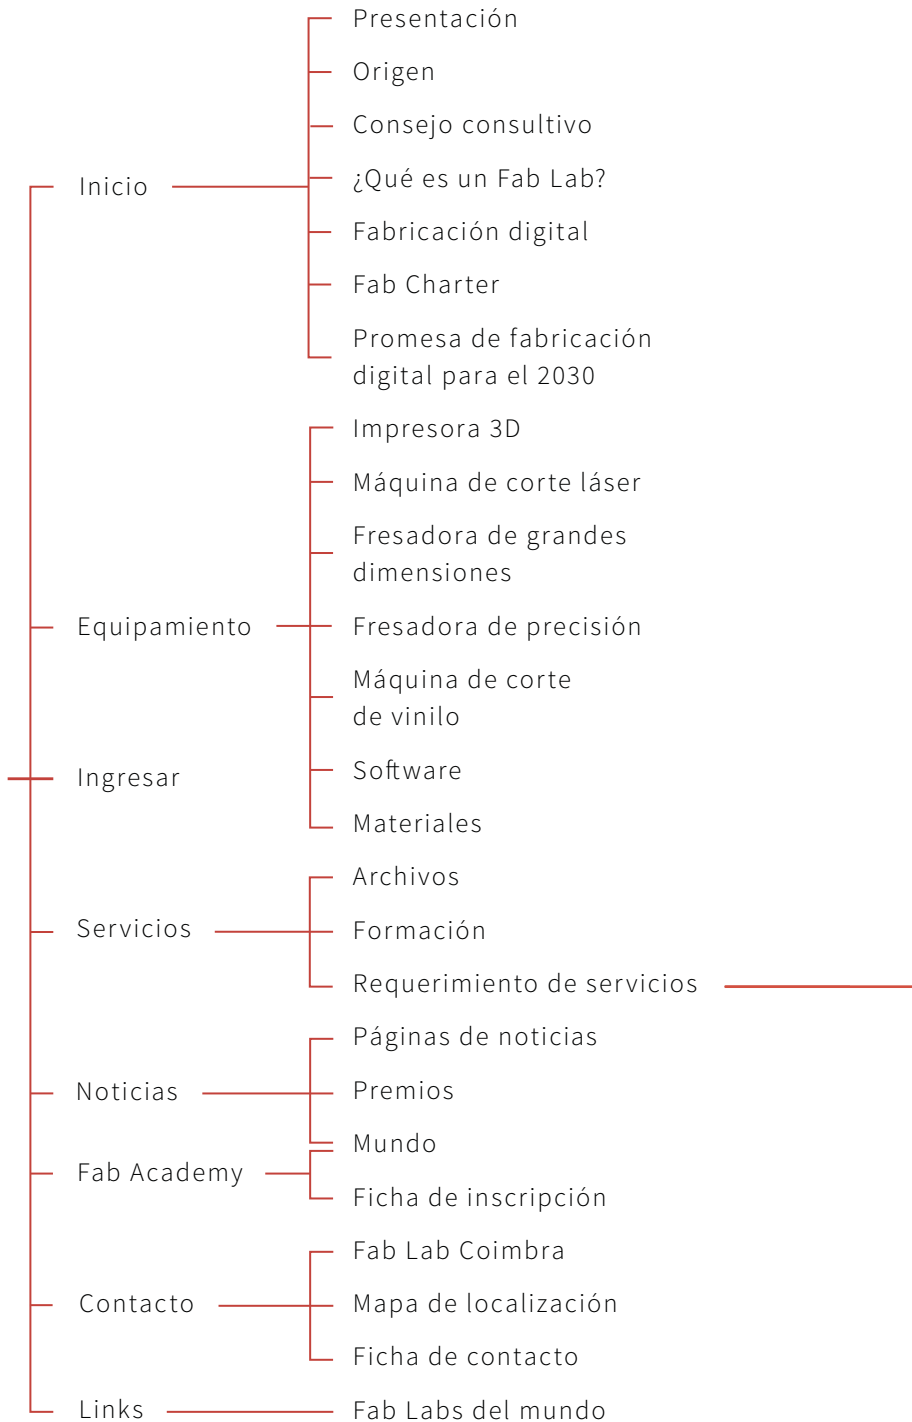 Inicio
Presentación
Origen
Consejo consultivo
¿Qué es un Fab Lab?
Fabricación digital
Fab Charter
Promesa de fabricación
digital para el 2030
Equipamiento
Impresora 3D
Máquina de corte láser
Fresadora de grandes
dimensiones
Fresadora de precisión
Máquina de corte
de vinilo
Software
Materiales
Ingresar
Servicios
Archivos
Formación
Requerimiento de servicios
Noticias
Páginas de noticias
Premios
Mundo
Fab Academy
Ficha de inscripción
Contacto
Fab Lab Coimbra
Mapa de localización
Ficha de contacto
Links
Fab Labs del mundo